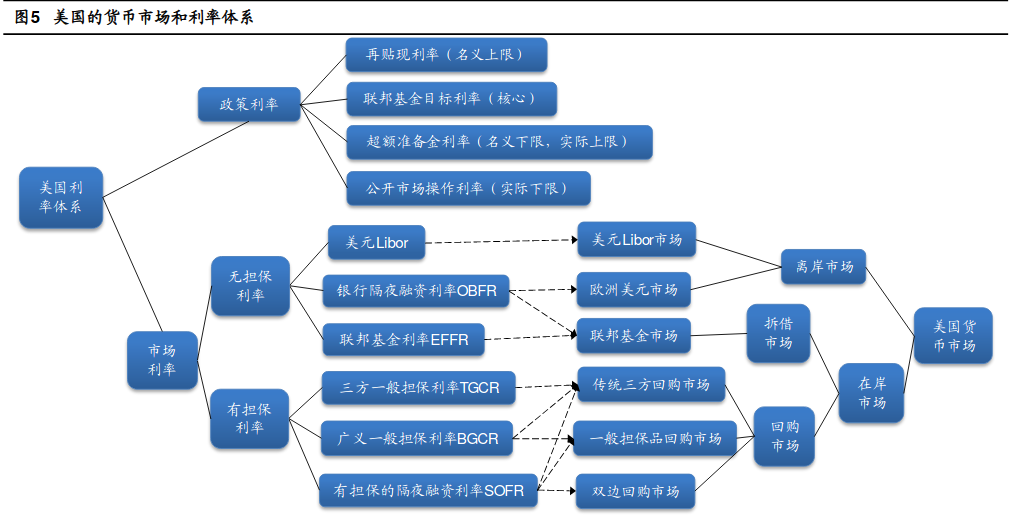 图5 美国的货币市场和利率体系
再贴现利率（名义上限）
政策利率
联邦基金目标利率（核心）
超额准备金利率（名义下限，实际上限）
公开市场操作利率（实际下限）
美国利
率体系
美元Libor
美元Libor市场
离岸市场
无担保
利率
银行隔夜融资利率OBFR
欧洲美元市场
联邦基金利率EFFR
联邦基金市场
拆借
市场
美国货
币市场
市场
利率
三方一般担保利率TGCR
传统三方回购市场
在岸
市场
有担保
利率
广义一般担保利率BGCR
一般担保品回购市场
回购
市场
有担保的隔夜融资利率SOFR
双边回购市场